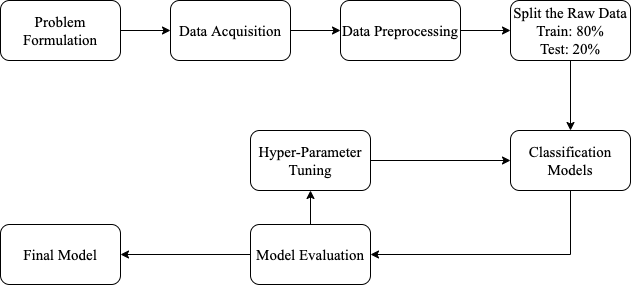 Problem
Formulation
Data Acquisition
Data Preprocessing
Split the Raw Data
Train: 80%
Test: 20%
Hyper-Parameter
Tuning
Classification
Models
Final Model
Model Evaluation